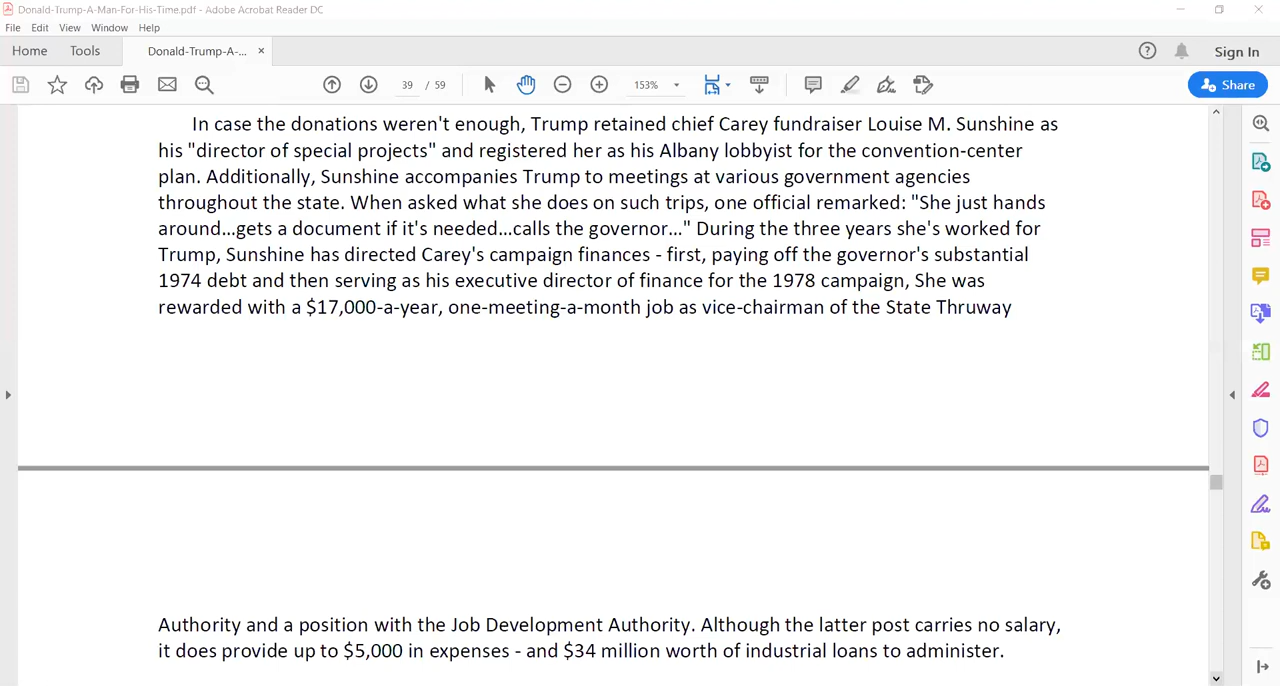 Donald-Trump-A-Man-For-His-Time.pdf - Adobe Acrobat Reader DC
File Edit View Window Help
Home Tools Donald-Trump-A-... × Sign In
39 / 59 153% Share
In case the donations weren't enough, Trump retained chief Carey fundraiser Louise M. Sunshine as
his "director of special projects" and registered her as his Albany lobbyist for the convention-center
plan. Additionally, Sunshine accompanies Trump to meetings at various government agencies
throughout the state. When asked what she does on such trips, one official remarked: "She just hands
around...gets a document if it's needed...calls the governor..." During the three years she's worked for
Trump, Sunshine has directed Carey's campaign finances - first, paying off the governor's substantial
1974 debt and then serving as his executive director of finance for the 1978 campaign, She was
rewarded with a $17,000-a-year, one-meeting-a-month job as vice-chairman of the State Thruway
Authority and a position with the Job Development Authority. Although the latter post carries no salary,
it does provide up to $5,000 in expenses - and $34 million worth of industrial loans to administer.